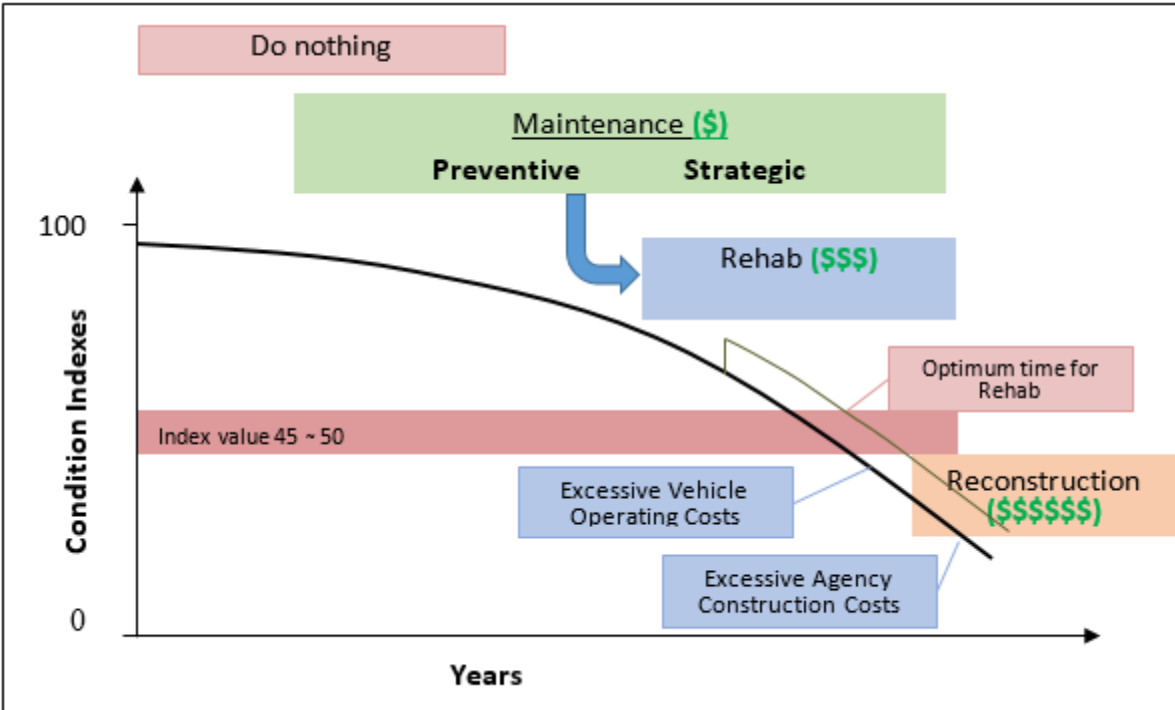 Do nothing
Maintenance ($)
Preventive Strategic
100
Rehab ($$$)
Condition Indexes
Optimum time for
Rehab
Index value 45 ~ 50
Excessive Vehicle
Operating Costs
Reconstruction
($$$$$$)
Excessive Agency
Construction Costs
0
Years